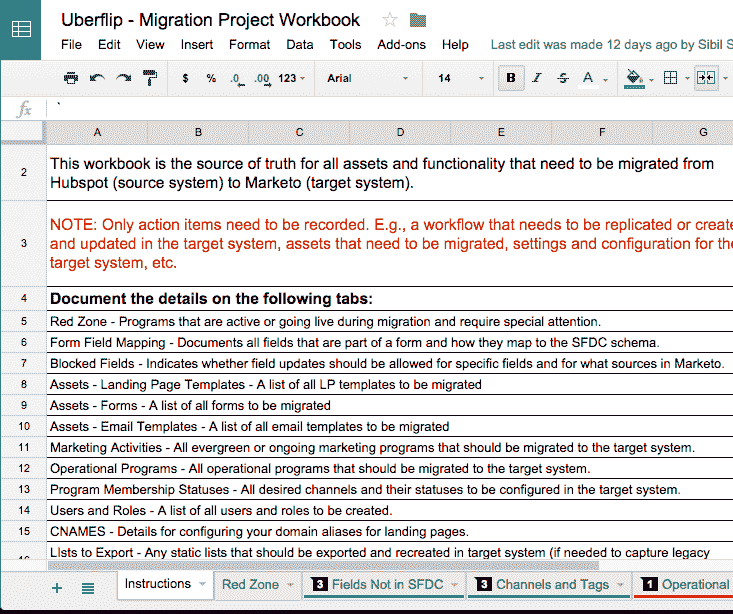 Uberflip - Migration Project Workbook
File Edit View Insert Format Data Tools Add-ons Help Last edit was made 12 days ago by Sibil S
$ % .0 .00 123 Arial 14 B I S A
fx `
A B C D E F G
2 This workbook is the source of truth for all assets and functionality that need to be migrated from
Hubspot (source system) to Marketo (target system).
3 NOTE: Only action items need to be recorded. E.g., a workflow that needs to be replicated or create
and updated in the target system, assets that need to be migrated, settings and configuration for the
target system, etc.
4 Document the details on the following tabs:
5 Red Zone - Programs that are active or going live during migration and require special attention.
6 Form Field Mapping - Documents all fields that are part of a form and how they map to the SFDC schema.
7 Blocked Fields - Indicates whether field updates should be allowed for specific fields and for what sources in Marketo.
8 Assets - Landing Page Templates - A list of all LP templates to be migrated
9 Assets - Forms - A list of all forms to be migrated
10 Assets - Email Templates - A list of all email templates to be migrated
11 Marketing Activities - All evergreen or ongoing marketing programs that should be migrated to the target system.
12 Operational Programs - All operational programs that should be migrated to the target system.
13 Program Membership Statuses - All desired channels and their statuses to be configured in the target system.
14 Users and Roles - A list of all users and roles to be created.
15 CNAMES - Details for configuring your domain aliases for landing pages.
LIsts to Export - Any static lists that should be exported and recreated in target system (if needed to capture legacy
+ Instructions Red Zone 3 Fields Not in SFDC 3 Channels and Tags 1 Operational